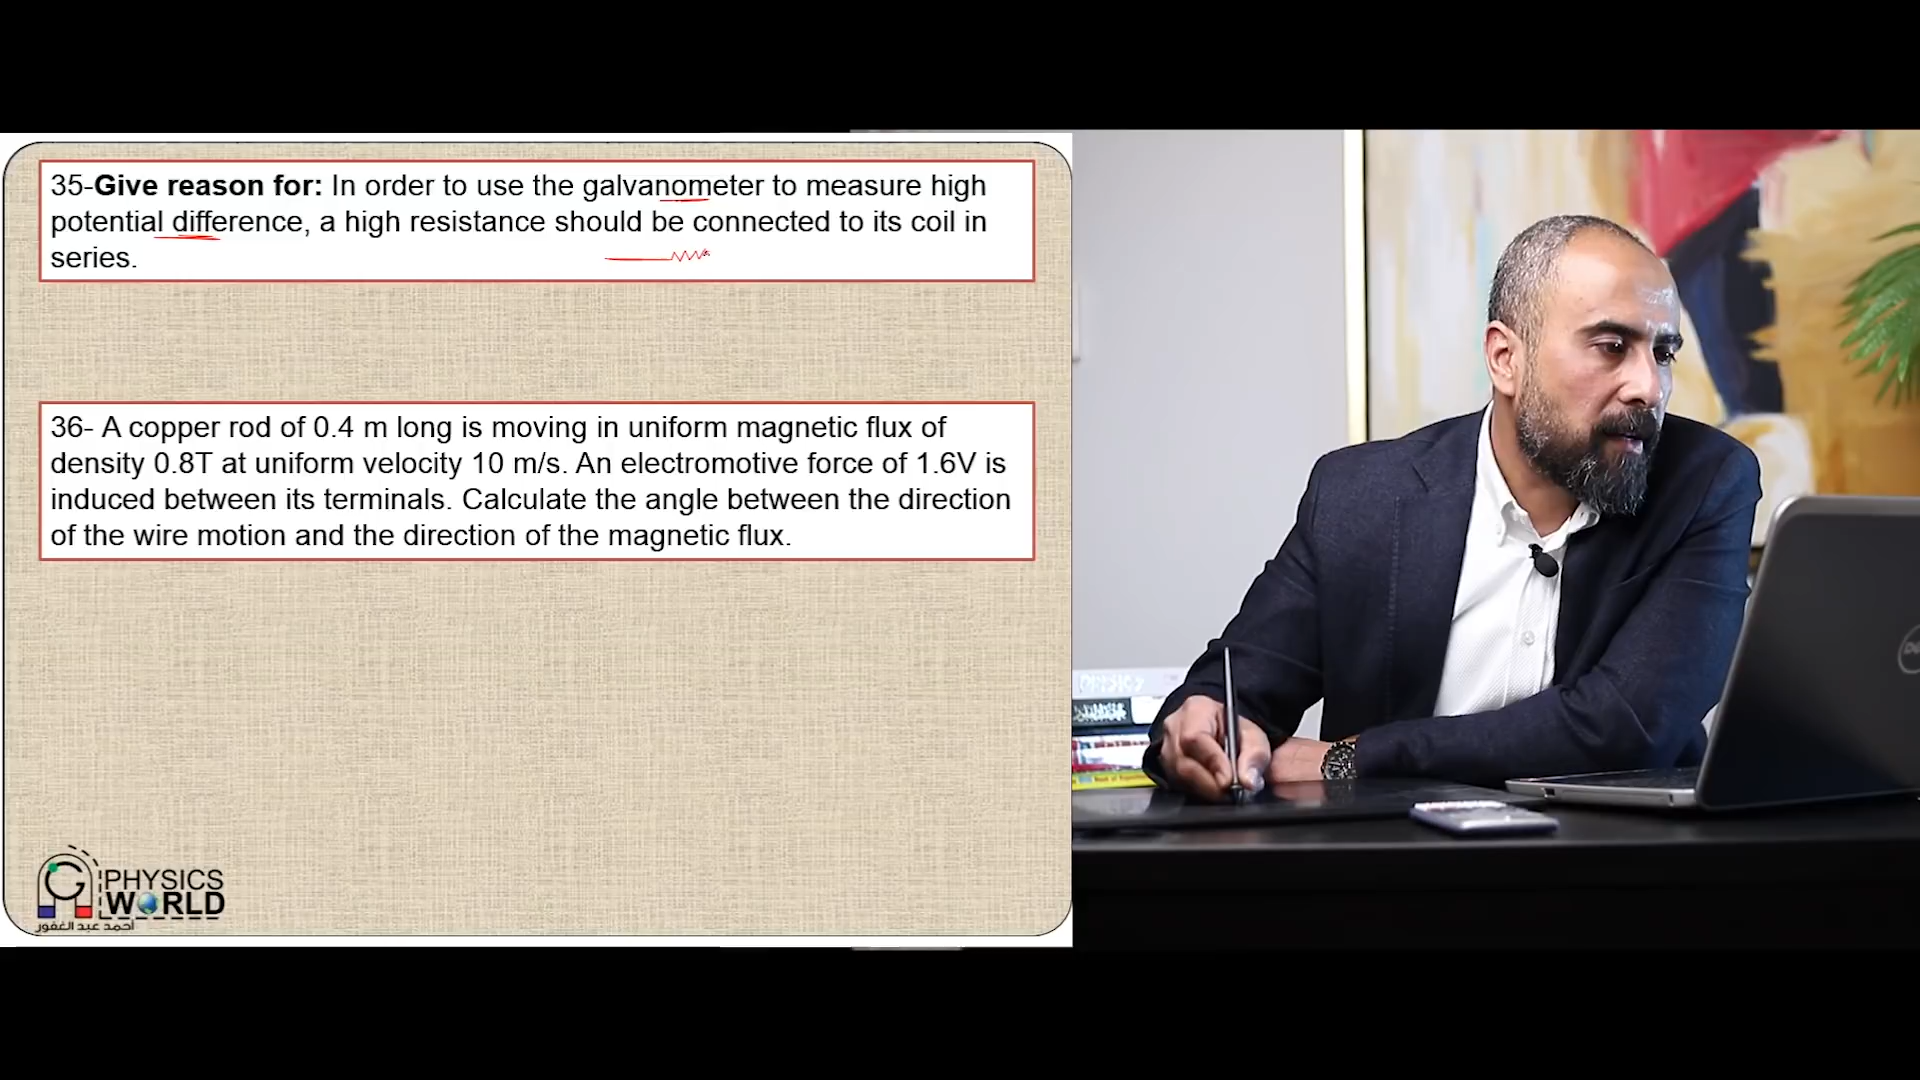 35-Give reason for: In order to use the galvanometer to measure high
potential difference, a high resistance should be connected to its coil in
series.
36- A copper rod of 0.4 m long is moving in uniform magnetic flux of
density 0.8T at uniform velocity 10 m/s. An electromotive force of 1.6V is
induced between its terminals. Calculate the angle between the direction
of the wire motion and the direction of the magnetic flux.
PHYSICS
WORLD
احمد عبد الغفور
PHYSICS